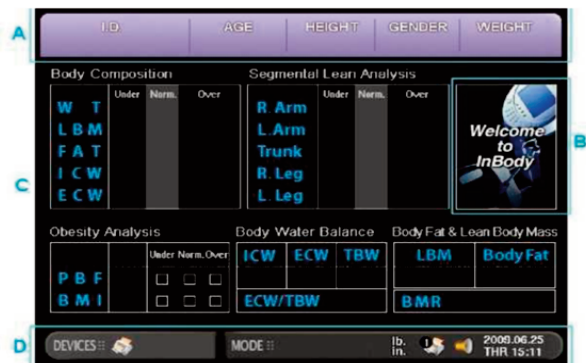 A I.D. AGE HEIGHT GENDER WEIGHT
Body Composition Segmental Lean Analysis
Under Norm. Over Under Norm. Over
W T R. Arm
L B M L. Arm
F A T Trunk
I C W R. Leg
E C W L. Leg
Welcome
to
InBody
B
C
Obesity Analysis Body Water Balance Body Fat & Lean Body Mass
Under Norm. Over ICW ECW TBW LBM Body Fat
P B F
B M I ECW/TBW BMR
D DEVICES :: MODE :: lb. in. 1 2008.06.25 THR 15:11